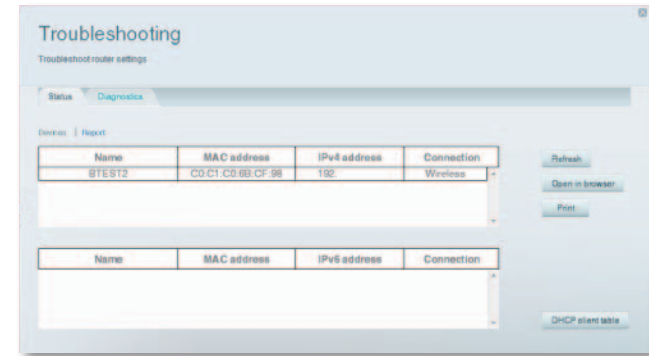 Troubleshooting
Troubleshoot router settings
Status Diagnostics
Devices | Report
Name MAC address IPv4 address Connection
BTEST2 C0:C1:C0:6B:CF:98 192. Wireless
Refresh
Open in browser
Print
Name MAC address IPv6 address Connection
DHCP client table